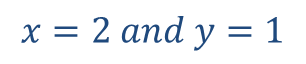 x = 2 and y = 1